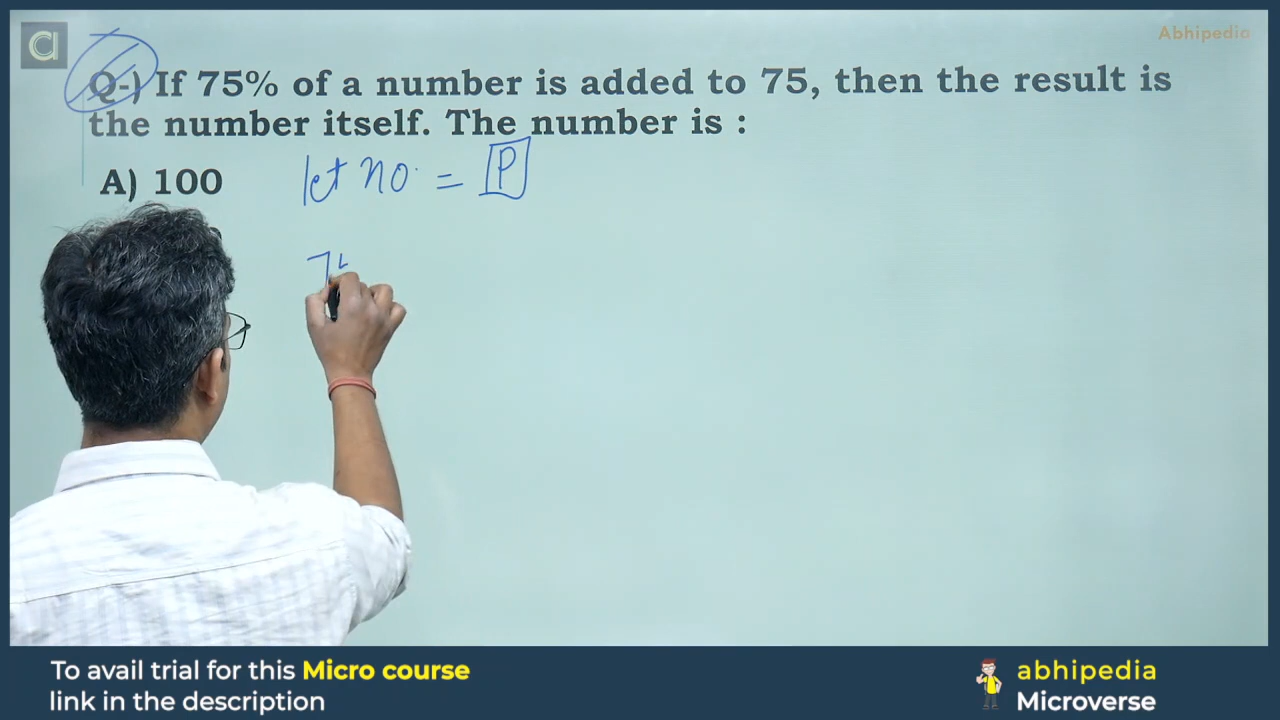 Abhipedia
Q-) If 75% of a number is added to 75, then the result is
the number itself. The number is :
A) 100
let no. = P
To avail trial for this Micro course
link in the description
abhipedia
Microverse